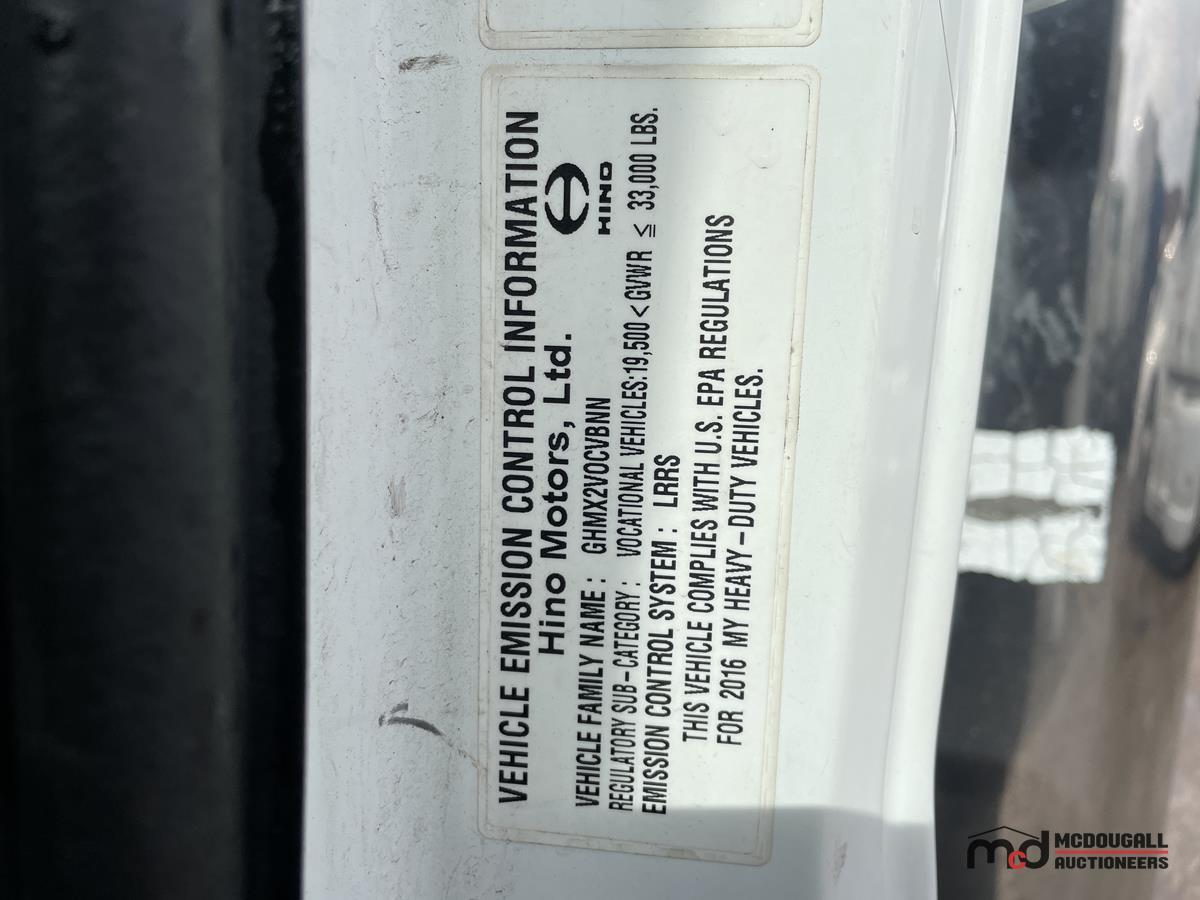 VEHICLE EMISSION CONTROL INFORMATION
Hino Motors, Ltd.
HINO
VEHICLE FAMILY NAME : GHMX2VOCVBNN
REGULATORY SUB-CATEGORY : VOCATIONAL VEHICLES:19,500<GVWR ≦ 33,000 LBS.
EMISSION CONTROL SYSTEM : LRRS
THIS VEHICLE COMPLIES WITH U.S. EPA REGULATIONS
FOR 2016 MY HEAVY-DUTY VEHICLES.
mcd MCDOUGALL
AUCTIONEERS